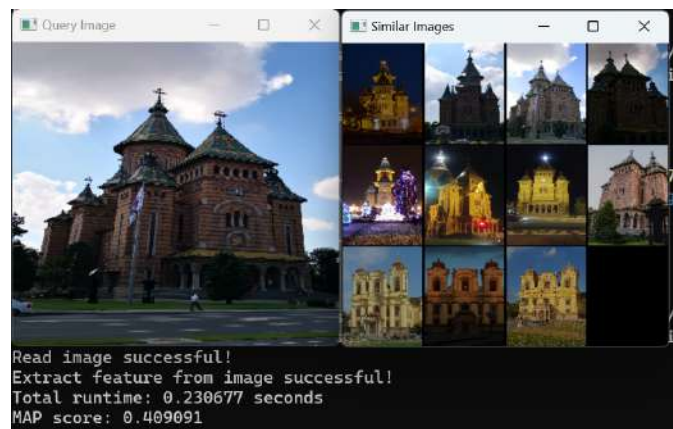 Query Image
Similar Images
Read image successful!
Extract feature from image successful!
Total runtime: 0.230677 seconds
MAP score: 0.409091